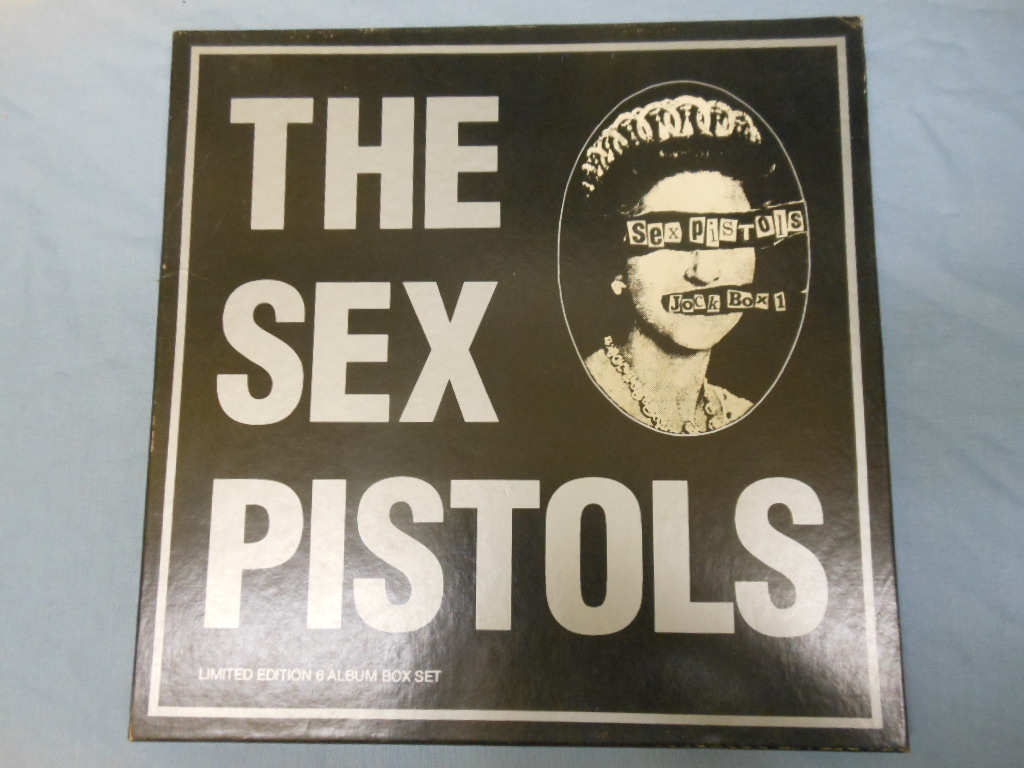 THE
SEX
PISTOLS
Sex PisTOls
JOCK BOX 1
LIMITED EDITION 6 ALBUM BOX SET